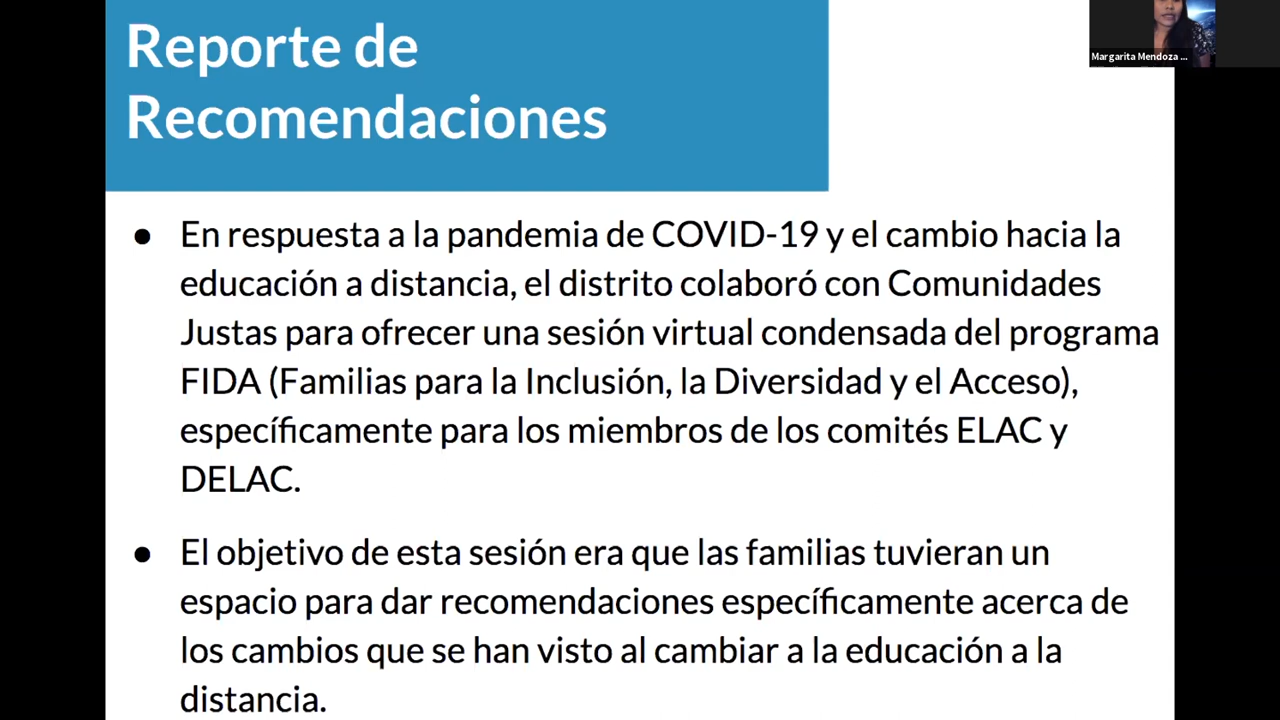 Reporte de
Recomendaciones
Margarita Mendoza ...
● En respuesta a la pandemia de COVID-19 y el cambio hacia la
educación a distancia, el distrito colaboró con Comunidades
Justas para ofrecer una sesión virtual condensada del programa
FIDA (Familias para la Inclusión, la Diversidad y el Acceso),
específicamente para los miembros de los comités ELAC y
DELAC.
● El objetivo de esta sesión era que las familias tuvieran un
espacio para dar recomendaciones específicamente acerca de
los cambios que se han visto al cambiar a la educación a la
distancia.